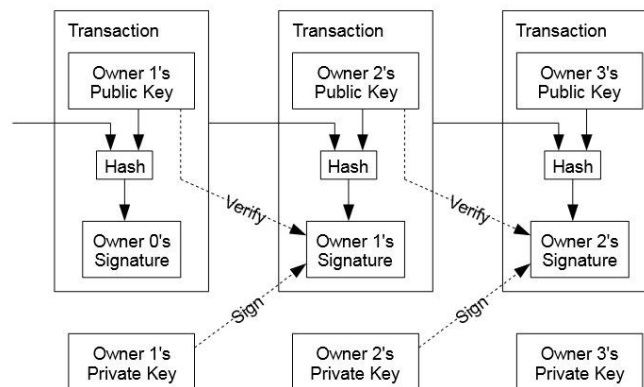 Transaction
Owner 1's
Public Key
Hash
Owner 0's
Signature
Verify
Transaction
Owner 2's
Public Key
Hash
Owner 1's
Signature
Verify
Transaction
Owner 3's
Public Key
Hash
Owner 2's
Signature
Sign
Sign
Owner 1's
Private Key
Owner 2's
Private Key
Owner 3's
Private Key